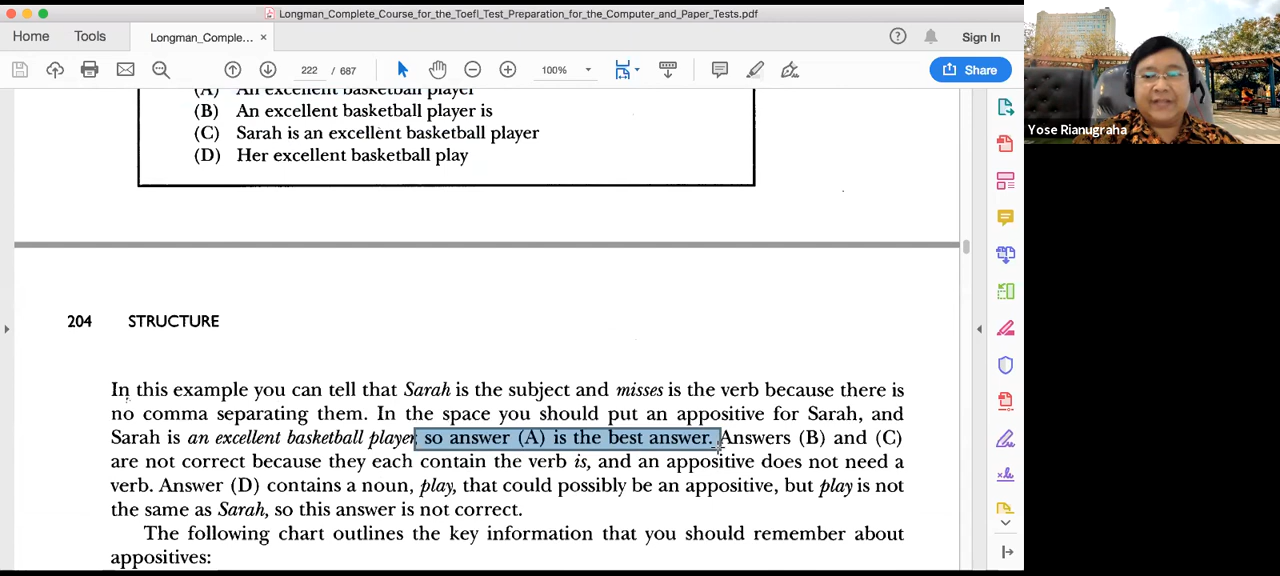 Longman_Complete_Course_for_the_Toefl_Test_Preparation_for_the_Computer_and_Paper_Tests.pdf
Home
Tools
Longman_Comple... ×
Sign In
222 / 687
100%
Share
Yose Rianugraha
(A) An excellent basketball player
(B) An excellent basketball player is
(C) Sarah is an excellent basketball player
(D) Her excellent basketball play
204 STRUCTURE
In this example you can tell that Sarah is the subject and misses is the verb because there is
no comma separating them. In the space you should put an appositive for Sarah, and
Sarah is an excellent basketball player, so answer (A) is the best answer. Answers (B) and (C)
are not correct because they each contain the verb is, and an appositive does not need a
verb. Answer (D) contains a noun, play, that could possibly be an appositive, but play is not
the same as Sarah, so this answer is not correct.
The following chart outlines the key information that you should remember about
appositives: